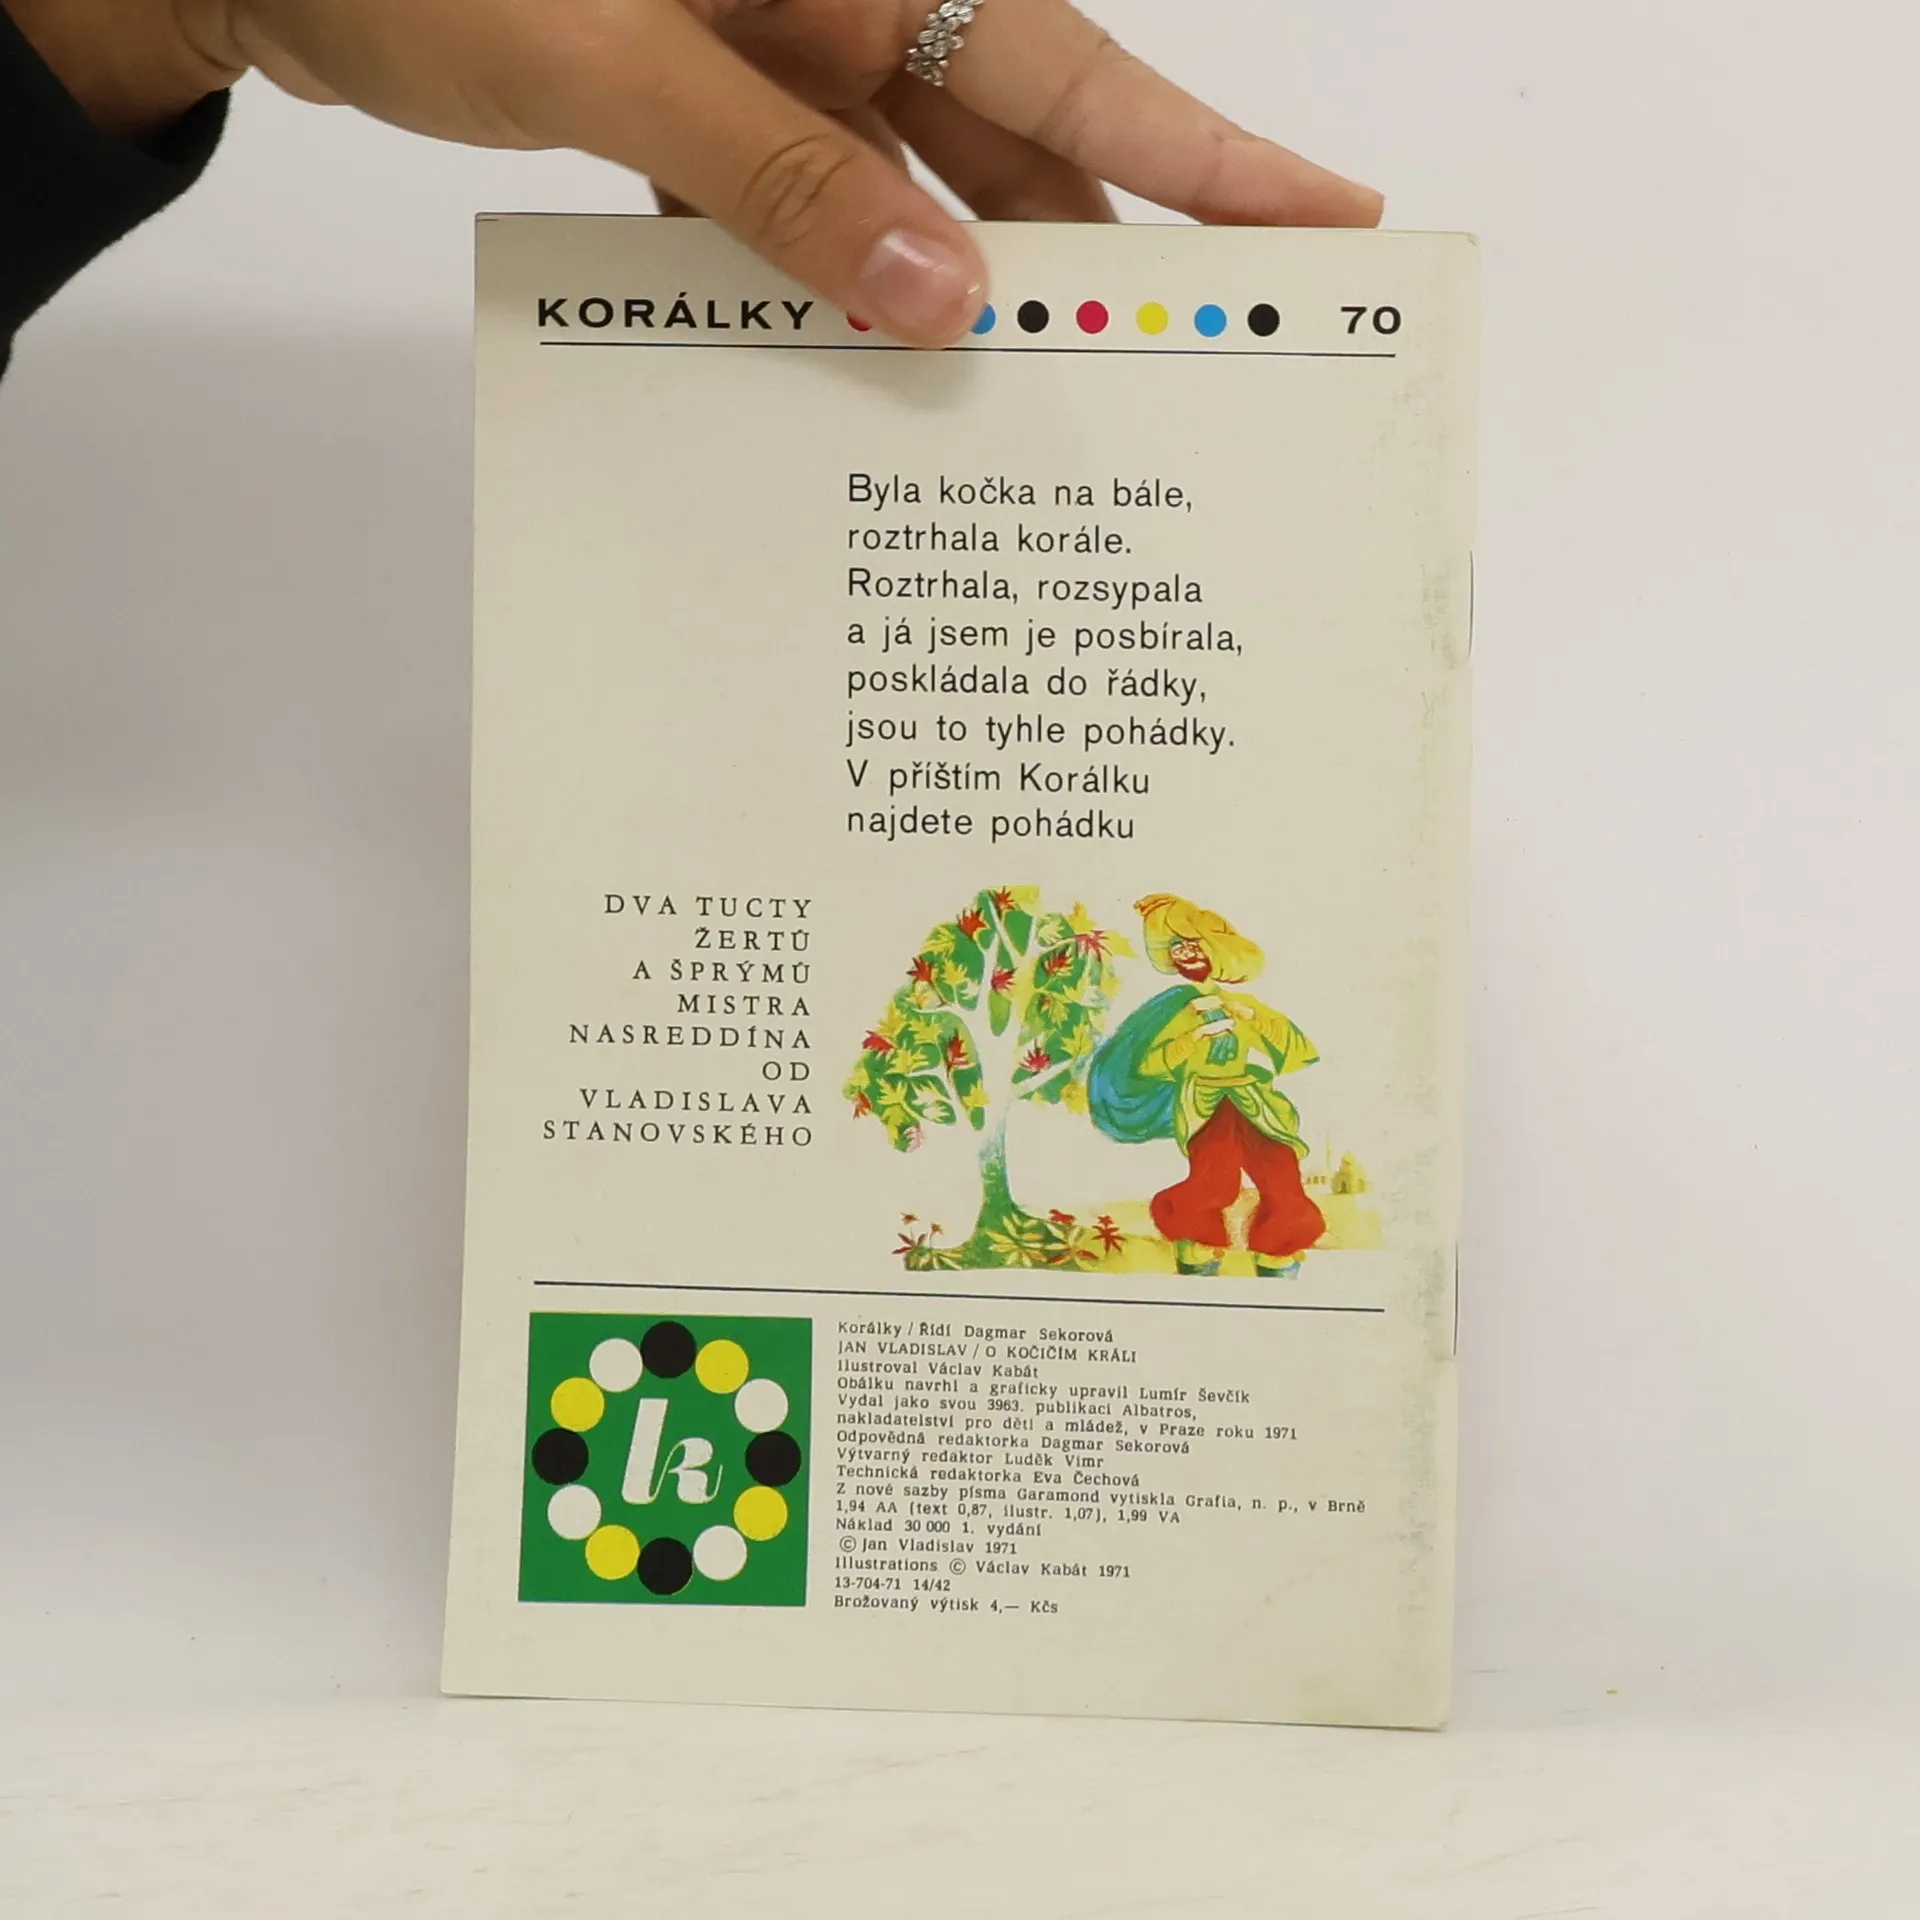 KORÁLKY 70
Byla kočka na bále,
roztrhala korále.
Roztrhala, rozsypala
a já jsem je posbírala,
poskládala do řádky,
jsou to tyhle pohádky.
V příštím Korálku
najdete pohádku
DVA TUCTY
ŽERTŮ
A ŠPRÝMŮ
MISTRA
NASREDDÍNA
OD
VLADISLAVA
STANOVSKÉHO
k
Korálky / Řídí Dagmar Sekorová
JAN VLADISLAV / O KOČIČÍM KRÁLI
Ilustroval Václav Kabát
Obálku navrhl a graficky upravil Lumír Ševčík
Vydal jako svou 3963. publikaci Albatros,
nakladatelství pro děti a mládež, v Praze roku 1971
Odpovědná redaktorka Dagmar Sekorová
Výtvarný redaktor Luděk Vimr
Technická redaktorka Eva Čechová
Z nové sazby písma Garamond vytiskla Grafia, n. p., v Brně
1,94 AA (text 0,87, ilustr. 1,07), 1,99 VA
Náklad 30 000 1. vydání
© Jan Vladislav 1971
Illustrations © Václav Kabát 1971
13-704-71 14/42
Brožovaný výtisk 4,— Kčs